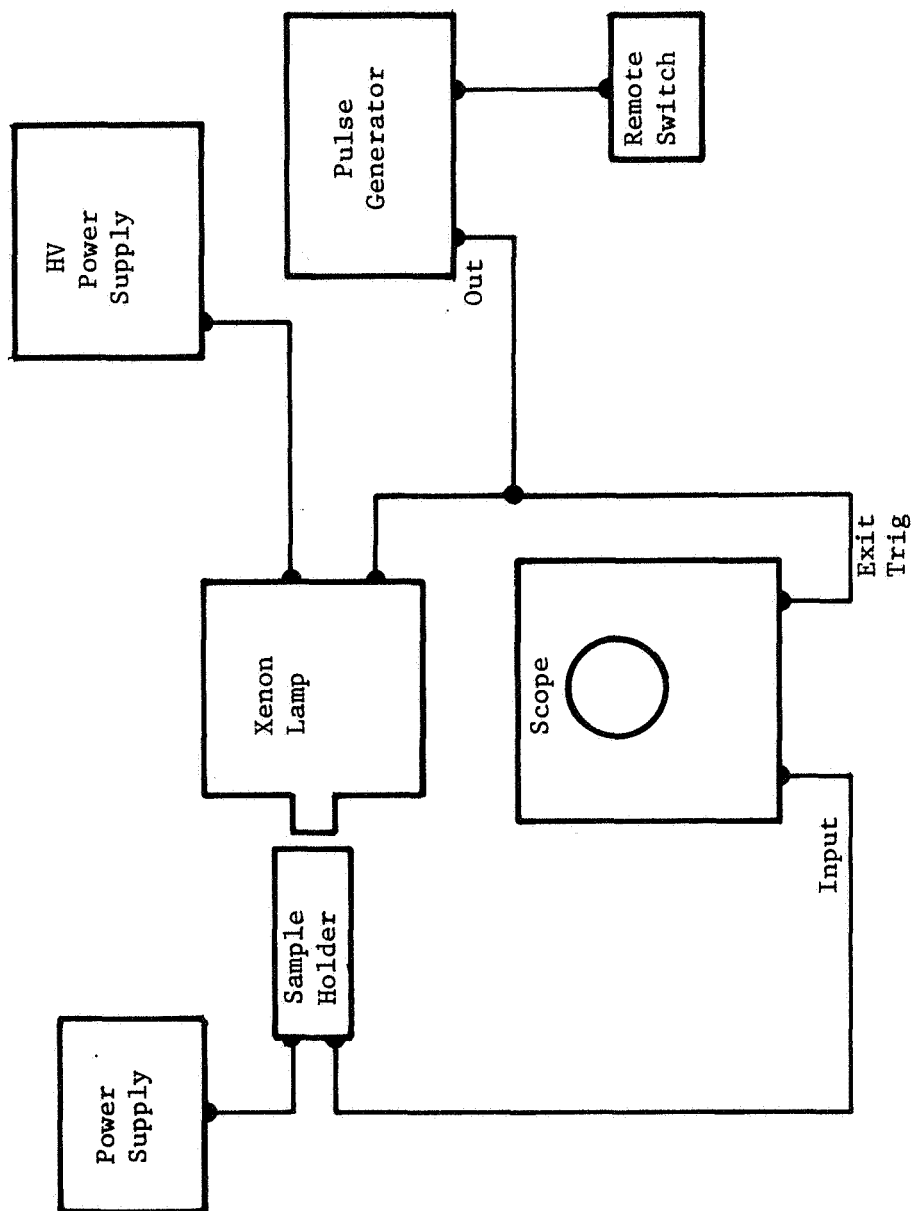 Power
Supply
HV
Power
Supply
Sample
Holder
Xenon
Lamp
Pulse
Generator
Out
Scope
Remote
Switch
Input
Exit
Trig